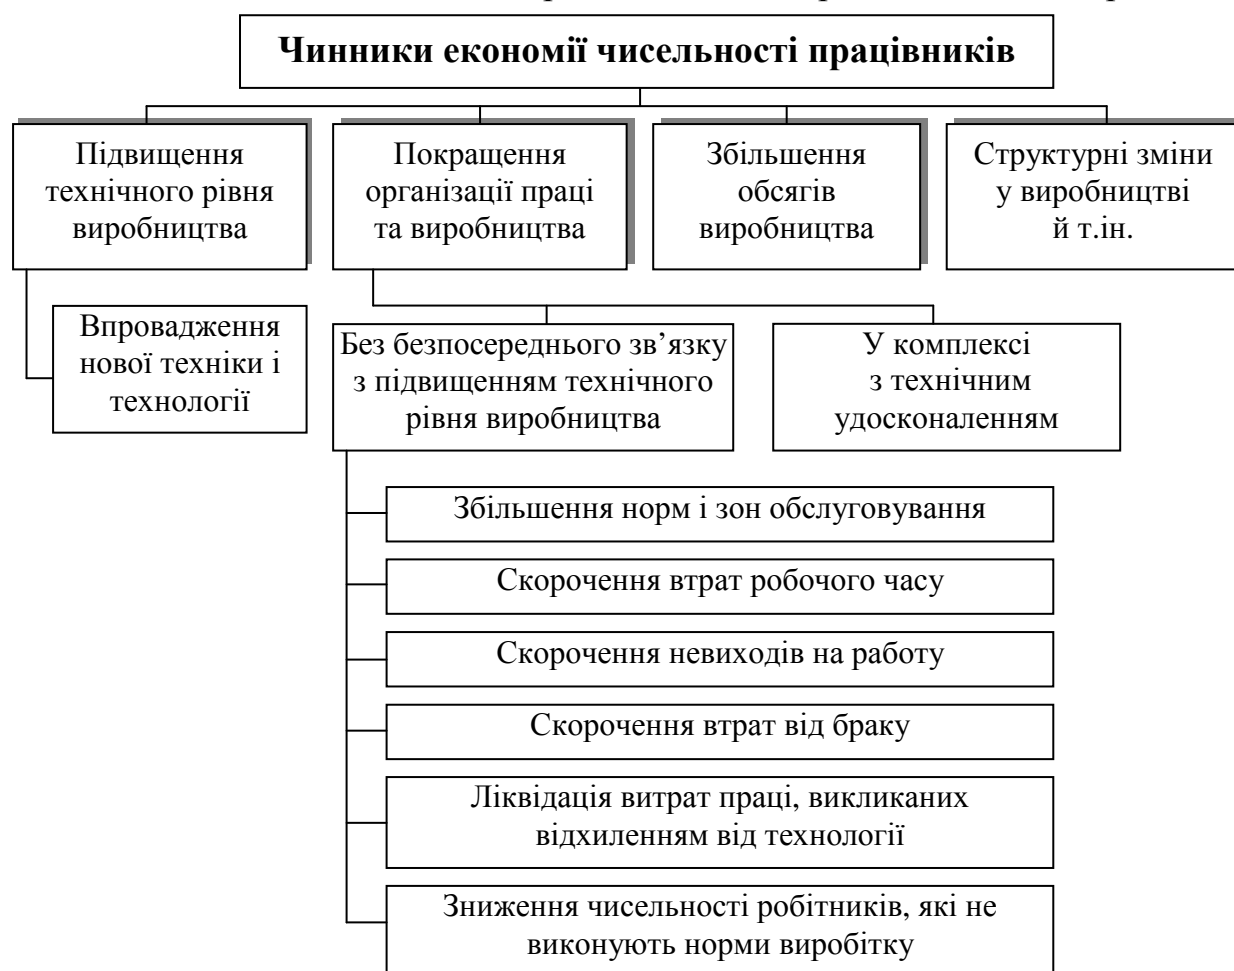 Чинники економії чисельності працівників
Підвищення
технічного рівня
виробництва
Покращення
організації праці
та виробництва
Збільшення
обсягів
виробництва
Структурні зміни
у виробництві
й т.ін.
Впровадження
нової техніки і
технології
Без безпосереднього зв’язку
з підвищенням технічного
рівня виробництва
У комплексі
з технічним
удосконаленням
Збільшення норм і зон обслуговування
Скорочення втрат робочого часу
Скорочення невиходів на работу
Скорочення втрат від браку
Ліквідація витрат праці, викликаних
відхиленням від технології
Зниження чисельності робітників, які не
виконують норми виробітку